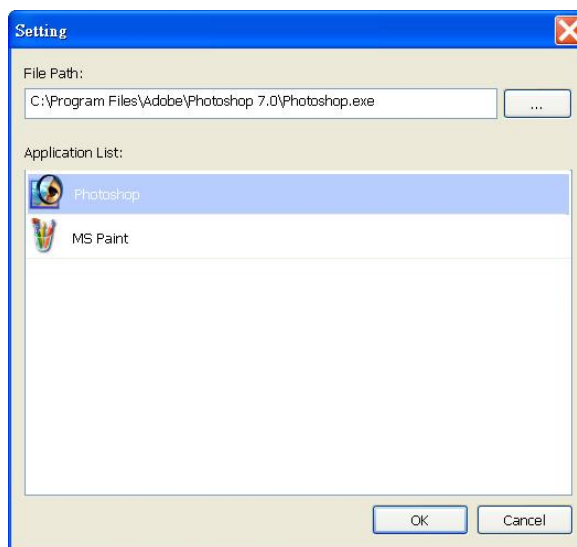 Setting
File Path:
C:\Program Files\Adobe\Photoshop 7.0\Photoshop.exe
...
Application List:
Photoshop
MS Paint
OK
Cancel